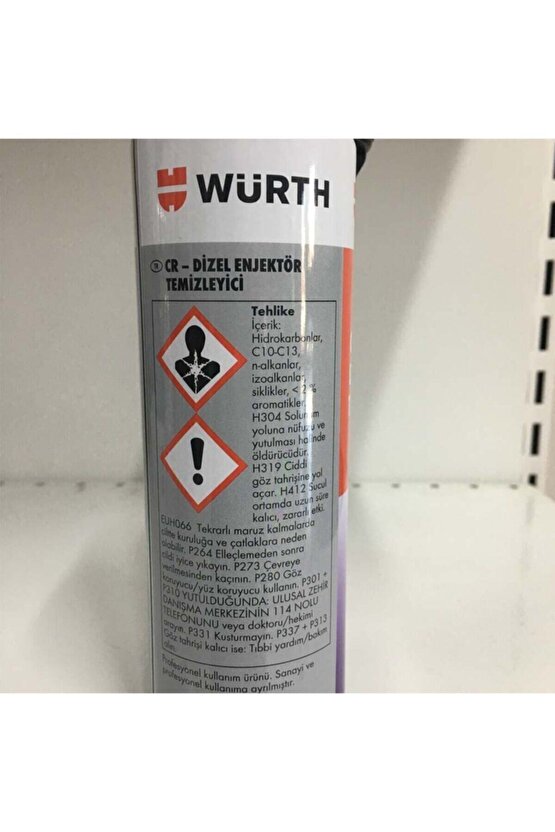 WÜRTH
TR CR – DİZEL ENJEKTÖR
TEMİZLEYİCİ
Tehlike
İçerik:
Hidrokarbonlar,
C10-C13,
n-alkanlar,
izoalkanlar,
siklikler, < 2 %
aromatikler.
H304 Solunum
yoluna nüfuzu ve
yutulması halinde
öldürücüdür.
H319 Ciddi
göz tahrişine yol
açar. H412 Sucul
ortamda uzun süre
kalıcı, zararlı etki.
EUH066 Tekrarlı maruz kalmalarda
ciltte kuruluğa ve çatlaklara neden
olabilir. P264 Elleçlemeden sonra
cildi iyice yıkayın. P273 Çevreye
verilmesinden kaçının. P280 Göz
koruyucu/yüz koruyucu kullanın. P301 +
P310 YUTULDUĞUNDA: ULUSAL ZEHİR
DANIŞMA MERKEZİNİN 114 NOLU
TELEFONUNU veya doktoru/hekimi
arayın. P331 Kusturmayın. P337 + P313
Göz tahrişi kalıcı ise: Tıbbi yardım/bakım
alın.
Profesyonel kullanım ürünü. Sanayi ve
profesyonel kullanıma ayrılmıştır.